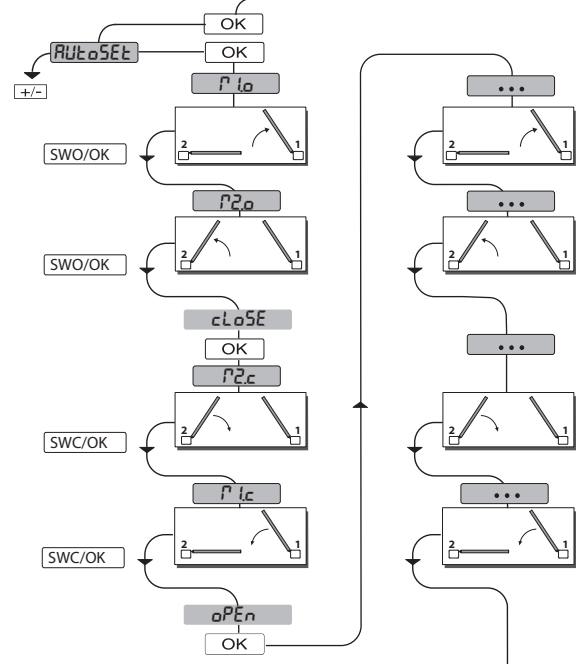 OK
AUtoSEt
OK
+/-
M1.o
2
1
SWO/OK
M2.o
2
1
SWO/OK
cLoSE
OK
M2.c
2
1
SWC/OK
M1.c
2
1
SWC/OK
oPEn
OK
...
2
1
...
2
1
...
2
1
...
2
1